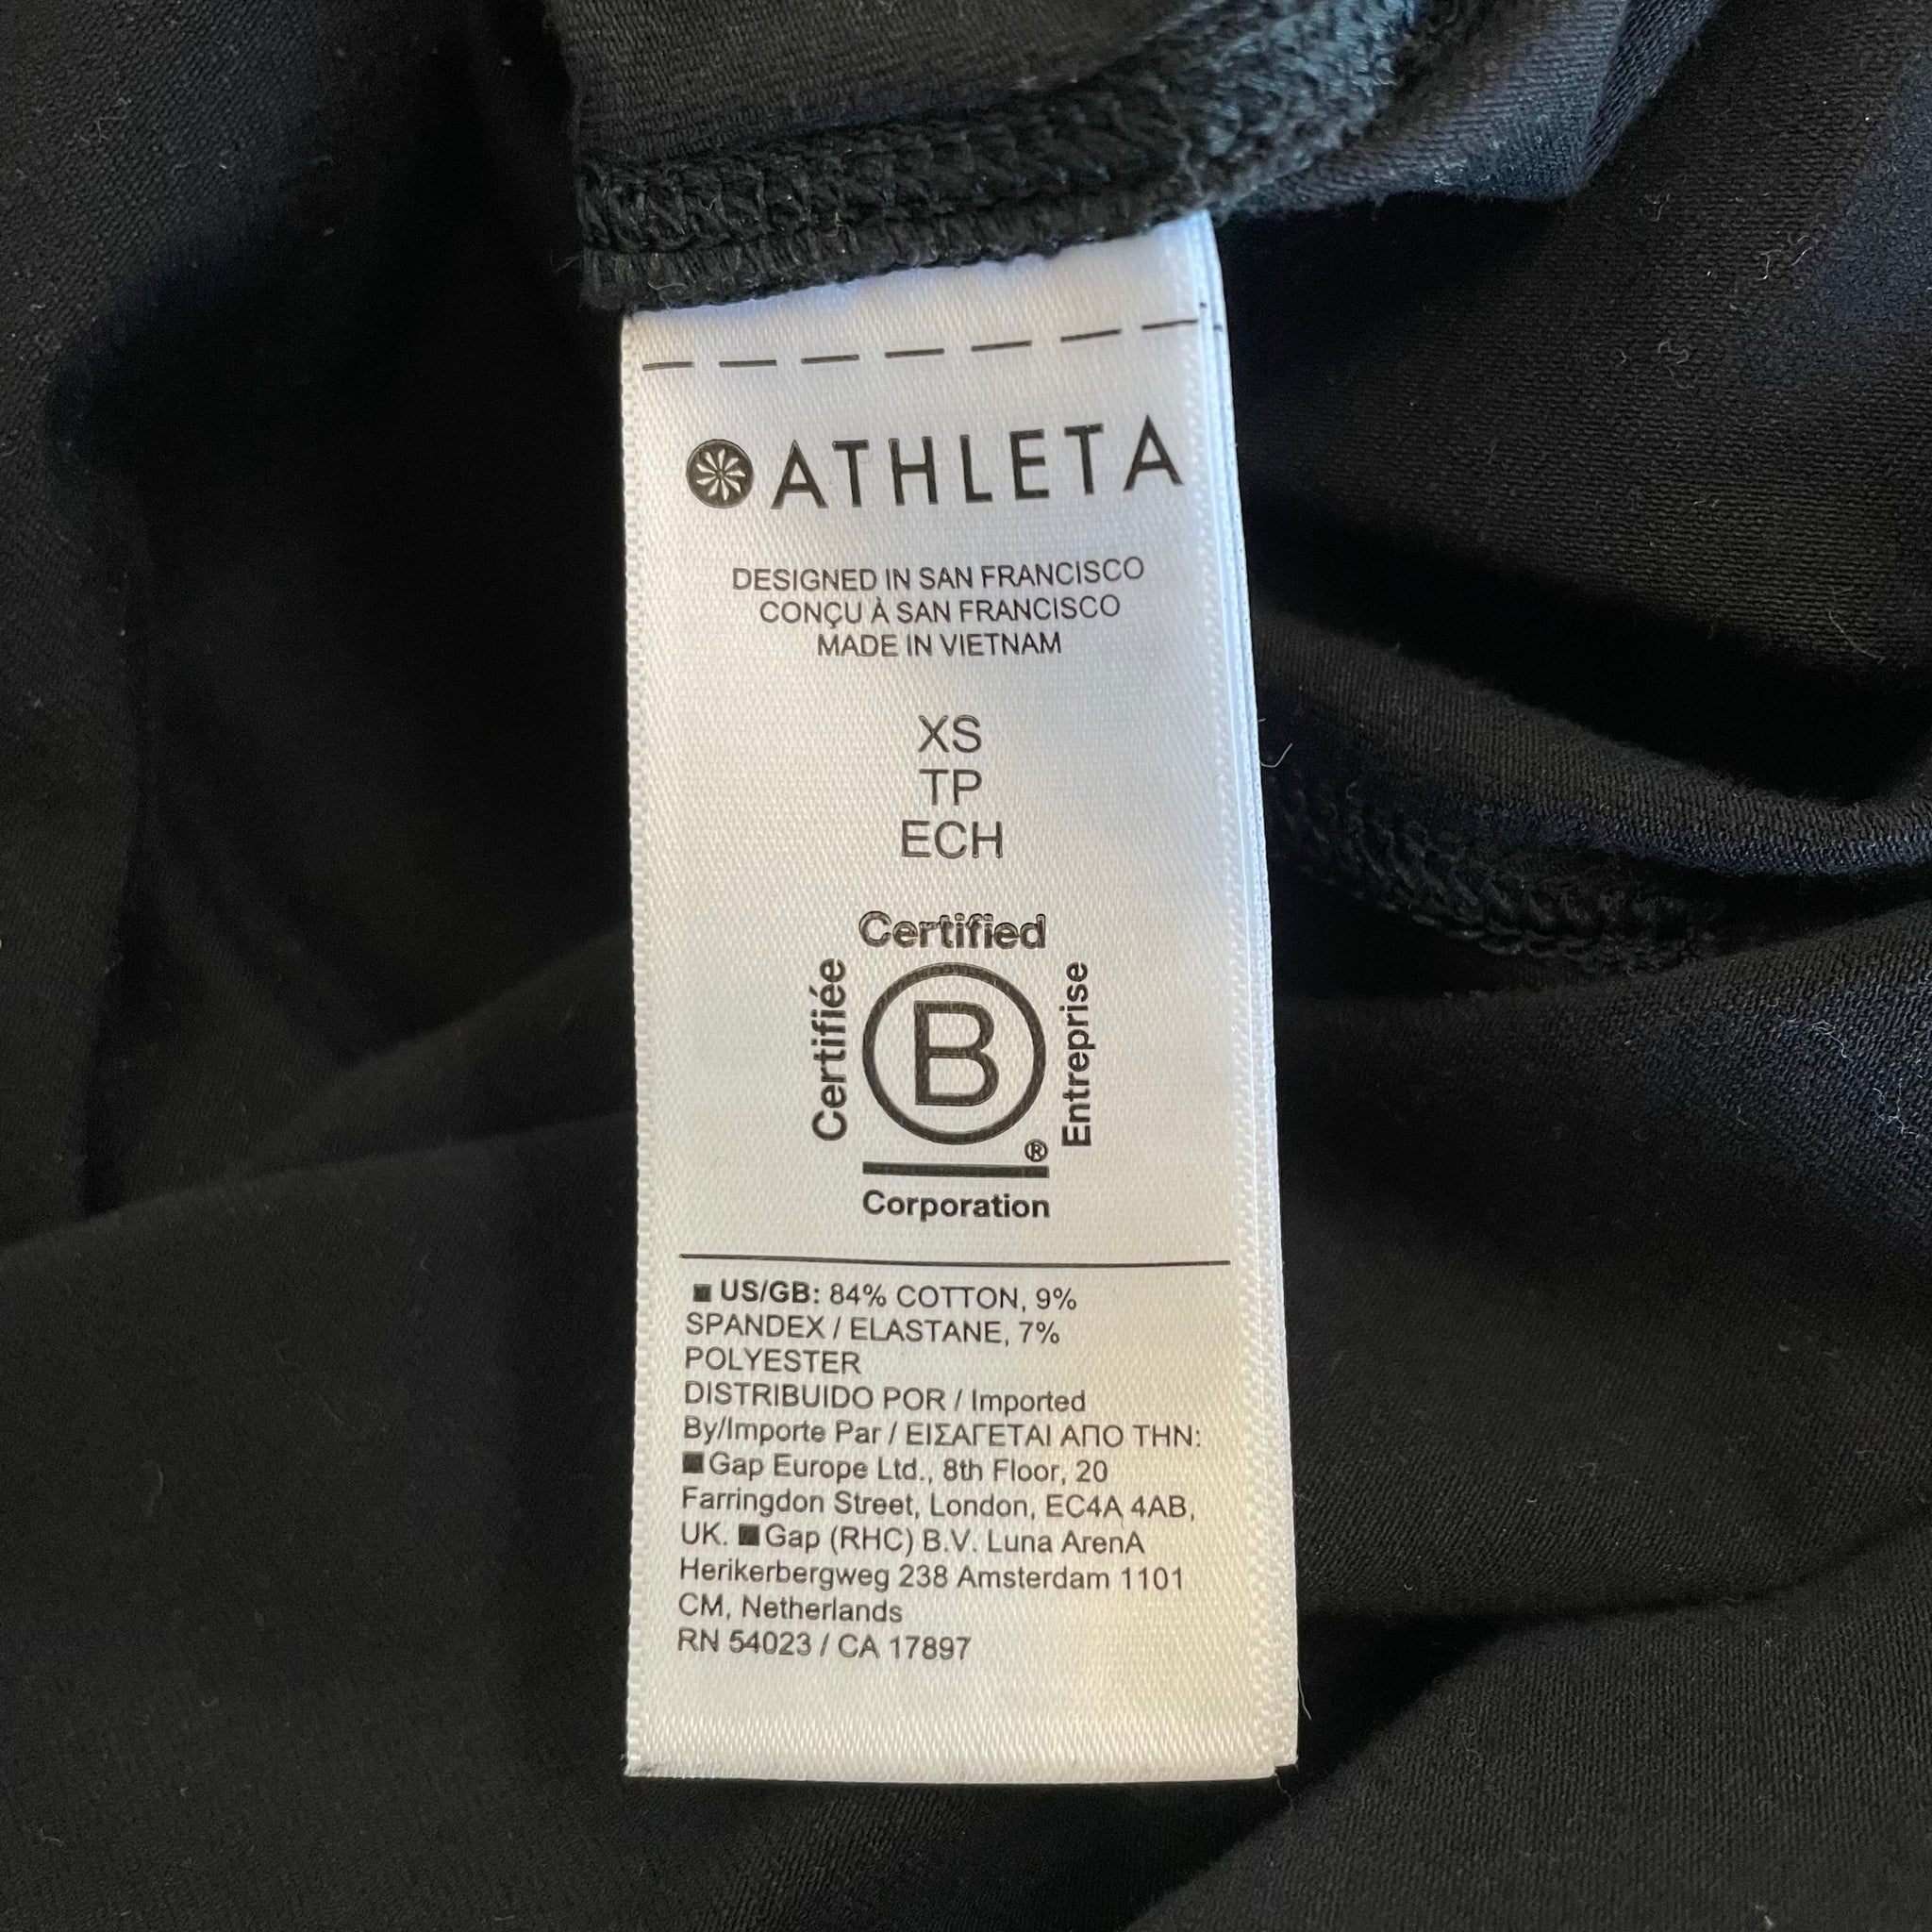 ATHLETA
DESIGNED IN SAN FRANCISCO
CONÇU À SAN FRANCISCO
MADE IN VIETNAM
XS
TP
ECH
Certified
Certifiée
B
Entreprise
®
Corporation
US/GB: 84% COTTON, 9%
SPANDEX / ELASTANE, 7%
POLYESTER
DISTRIBUIDO POR / Imported
By/Importe Par / ΕΙΣΑΓΕΤΑΙ ΑΠΟ ΤΗΝ:
Gap Europe Ltd., 8th Floor, 20
Farringdon Street, London, EC4A 4AB,
UK. Gap (RHC) B.V. Luna ArenA
Herikerbergweg 238 Amsterdam 1101
CM, Netherlands
RN 54023 / CA 17897